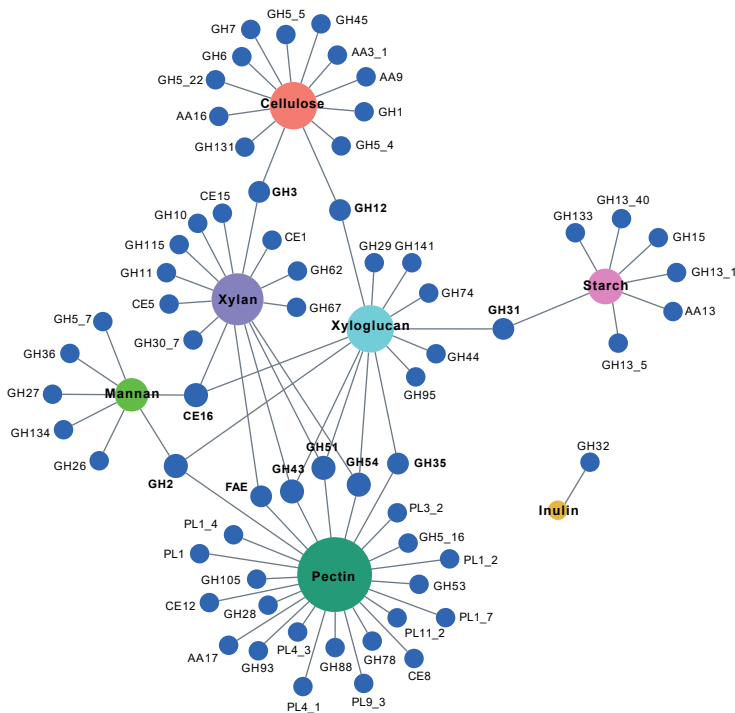 GH5_5
GH45
GH7
GH6
AA3_1
GH5_22
AA9
Cellulose
AA16
GH1
GH131
GH5_4
GH3
CE15
GH12
GH10
GH133
GH13_40
CE1
GH29
GH141
GH15
GH115
GH11
GH62
GH13_1
Xylan
Starch
CE5
GH67
GH74
GH31
AA13
Xyloglucan
GH5_7
GH30_7
GH44
GH13_5
GH36
GH27
Mannan
GH95
CE16
GH134
GH51
GH32
GH26
GH2
FAE
GH43
GH54
GH35
PL3_2
Inulin
PL1_4
GH5_16
PL1
PL1_2
GH105
Pectin
GH53
CE12
GH28
PL1_7
PL4_3
PL11_2
AA17
GH93
GH88
GH78
CE8
PL4_1
PL9_3